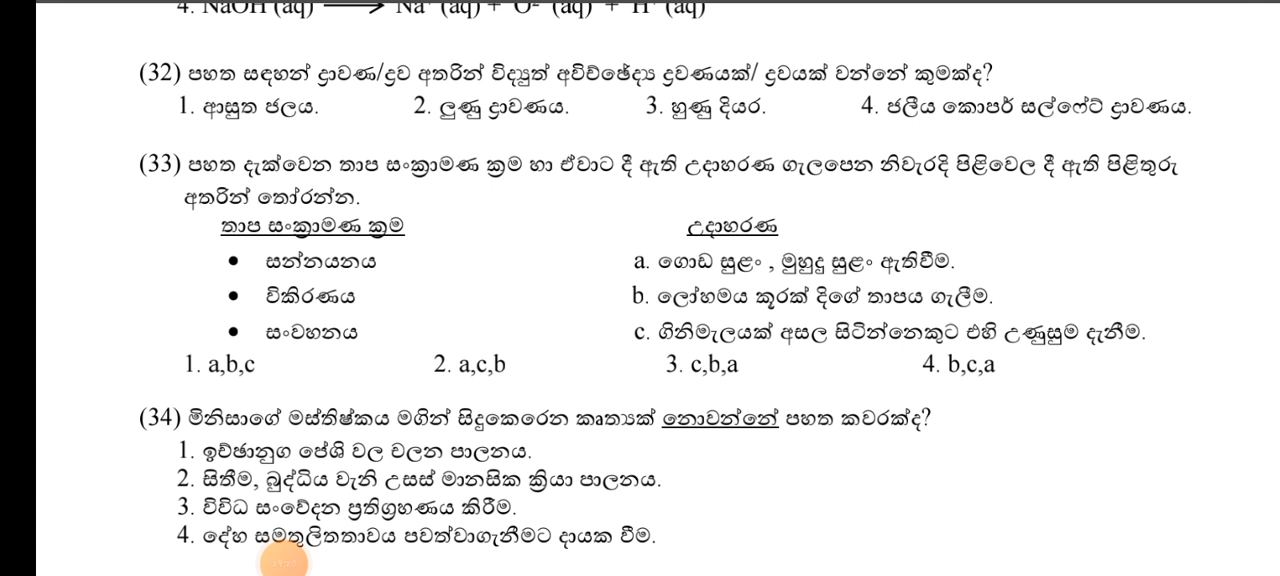 4. NaOH (aq) ⟶ Na⁺ (aq) + O²⁻ (aq) + H⁺ (aq)
(32) පහත සඳහන් ද්‍රාවණ/ද්‍රව අතරින් විද්‍යුත් අවිච්ඡේද්‍ය ද්‍රවණයක්/ ද්‍රවයක් වන්නේ කුමක්ද?
1. ආසුත ජලය. 2. ලුණු ද්‍රාවණය. 3. හුණු දියර. 4. ජලීය කොපර් සල්ෆේට් ද්‍රාවණය.
(33) පහත දැක්වෙන තාප සංක්‍රාමණ ක්‍රම හා ඒවාට දී ඇති උදාහරණ ගැලපෙන නිවැරදි පිළිවෙල දී ඇති පිළිතුරු
අතරින් තෝරන්න.
තාප සංක්‍රාමණ ක්‍රම උදාහරණ
• සන්නයනය a. ගොඩ සුළං , මුහුදු සුළං ඇතිවීම.
• විකිරණය b. ලෝහමය කූරක් දිගේ තාපය ගැලීම.
• සංවහනය c. ගිනිමැලයක් අසල සිටින්නෙකුට එහි උණුසුම දැනීම.
1. a,b,c 2. a,c,b 3. c,b,a 4. b,c,a
(34) මිනිසාගේ මස්තිෂ්කය මගින් සිදුකෙරෙන කෘත්‍යක් නොවන්නේ පහත කවරක්ද?
1. ඉච්ඡානුග පේශි වල චලන පාලනය.
2. සිතීම, බුද්ධිය වැනි උසස් මානසික ක්‍රියා පාලනය.
3. විවිධ සංවේදන ප්‍රතිග්‍රහණය කිරීම.
4. දේහ සමතුලිතතාවය පවත්වාගැනීමට දායක වීම.